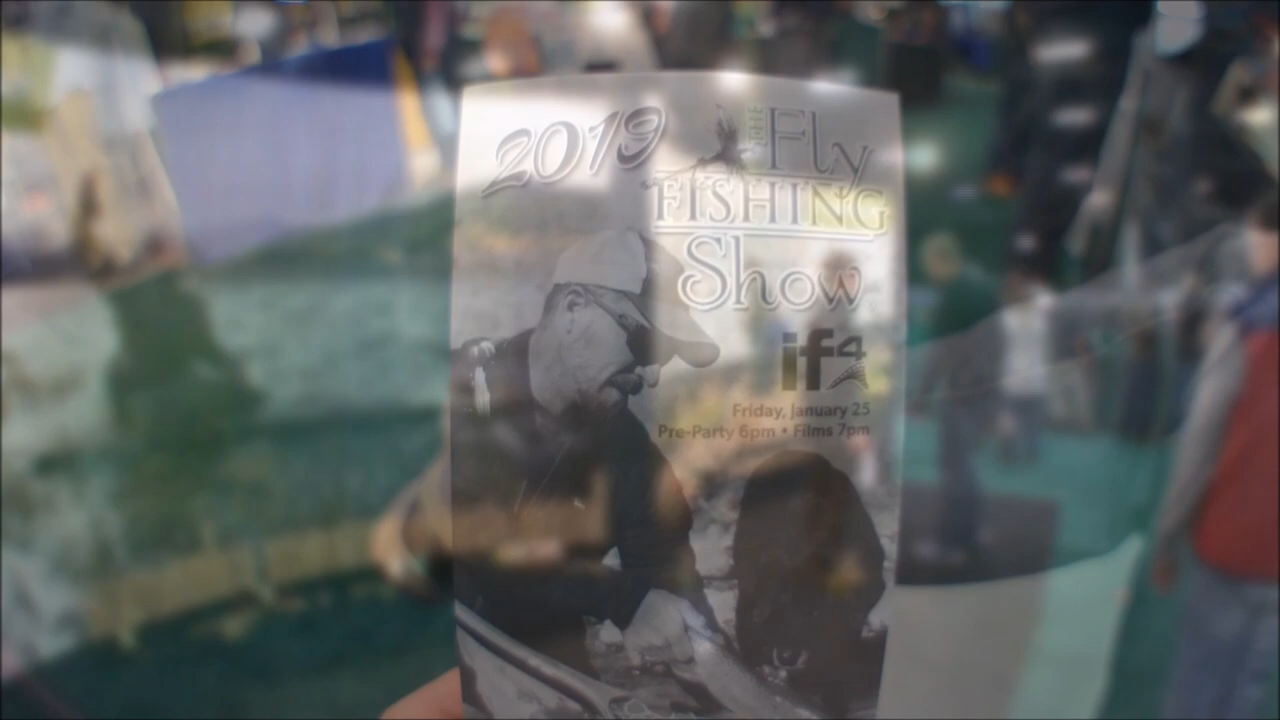 2019
THE Fly
FISHING
Show
if4
Friday, January 25
Pre-Party 6pm • Films 7pm